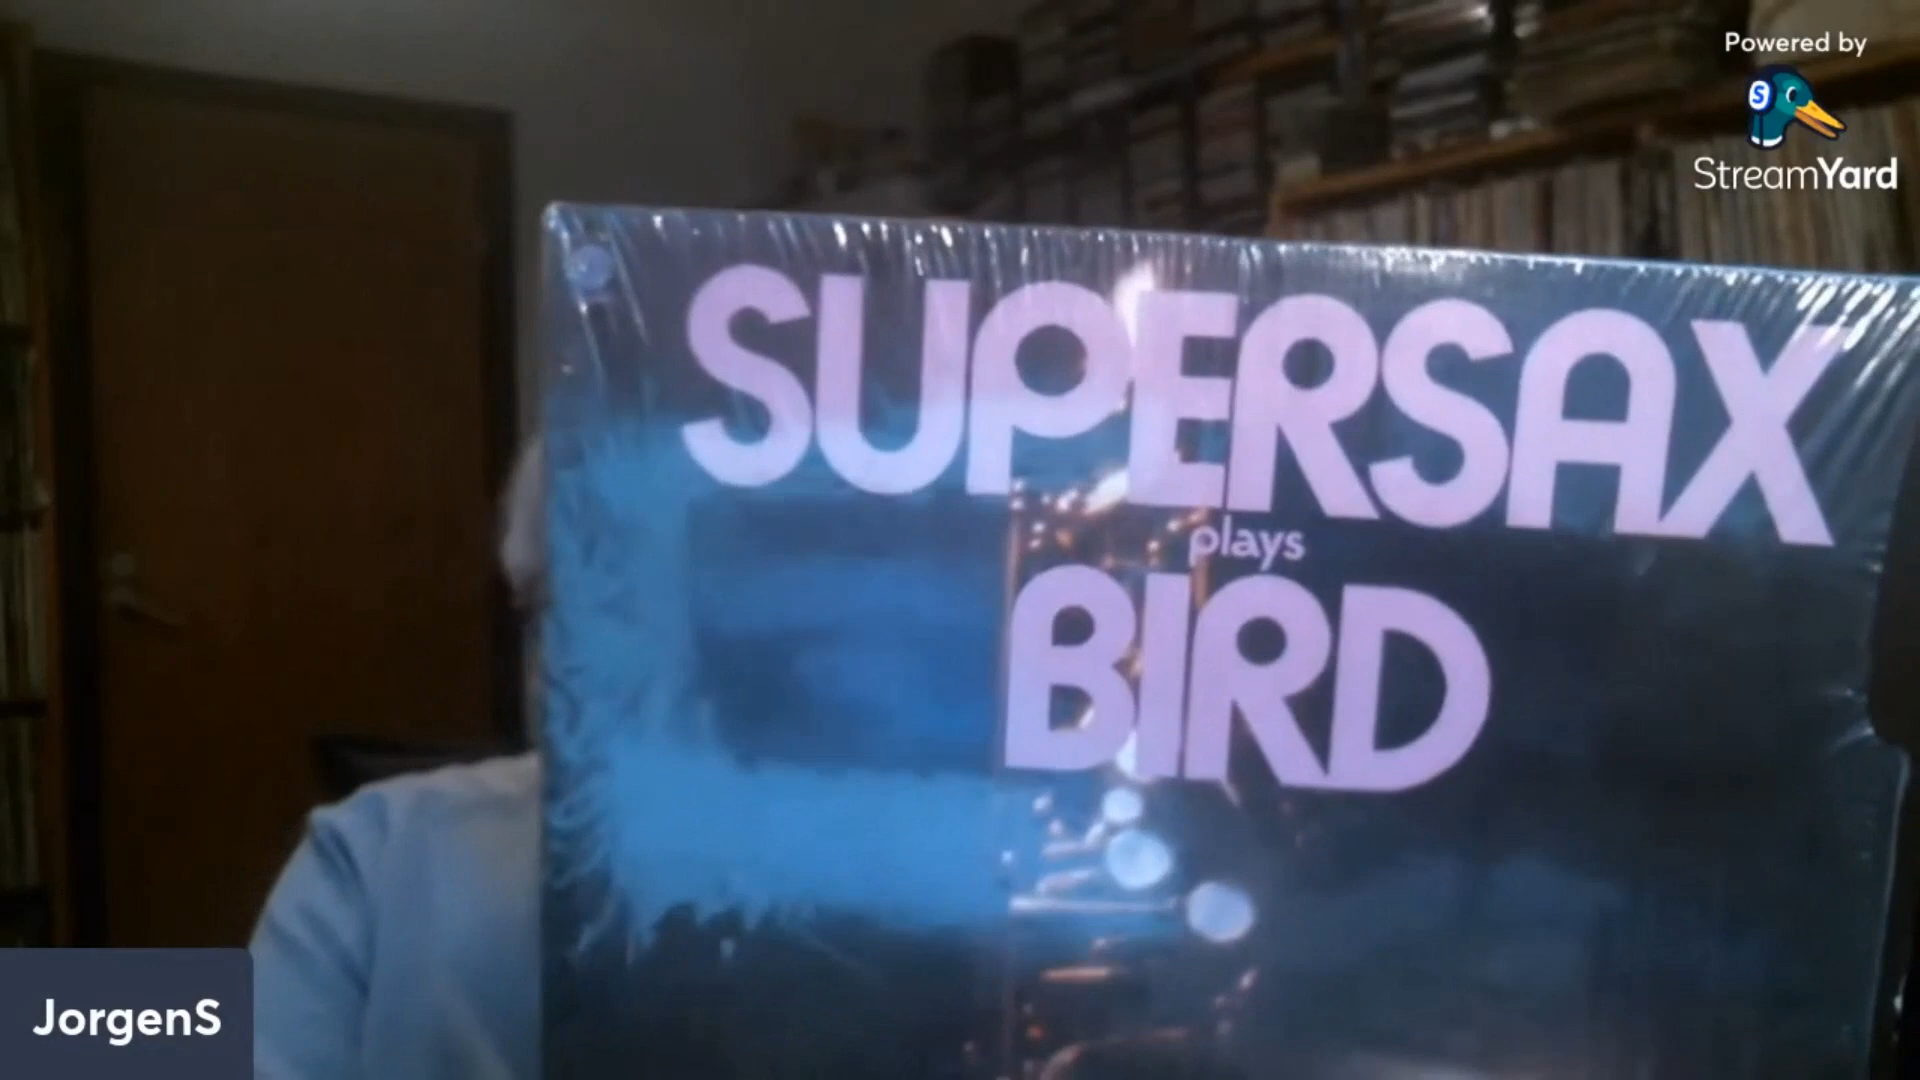 Powered by
S
StreamYard
SUPERSAX
plays
BIRD
JorgenS